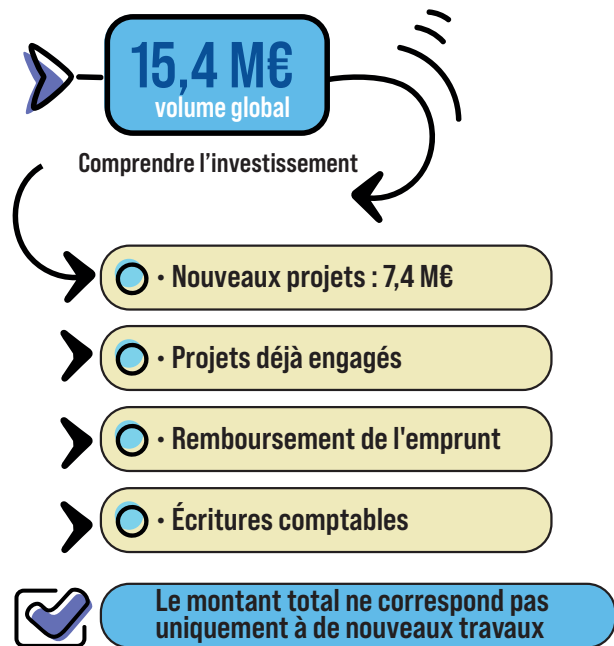 15,4 M€
volume global
Comprendre l'investissement
· Nouveaux projets : 7,4 M€
· Projets déjà engagés
· Remboursement de l'emprunt
· Écritures comptables
Le montant total ne correspond pas
uniquement à de nouveaux travaux